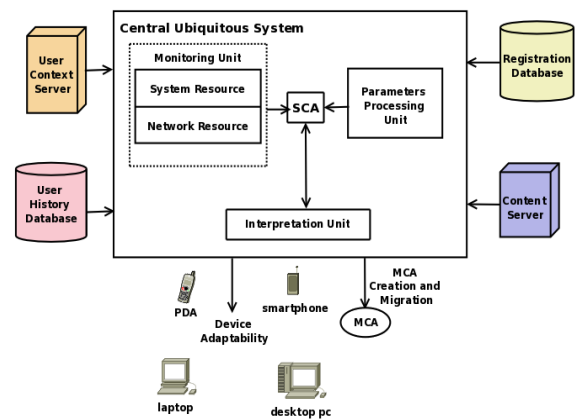 Central Ubiquitous System
User
Context
Server
Monitoring Unit
System Resource
Network Resource
SCA
Parameters
Processing
Unit
Registration
Database
User
History
Database
Interpretation Unit
Content
Server
PDA
Device
Adaptability
smartphone
MCA
Creation and
Migration
MCA
laptop
desktop pc